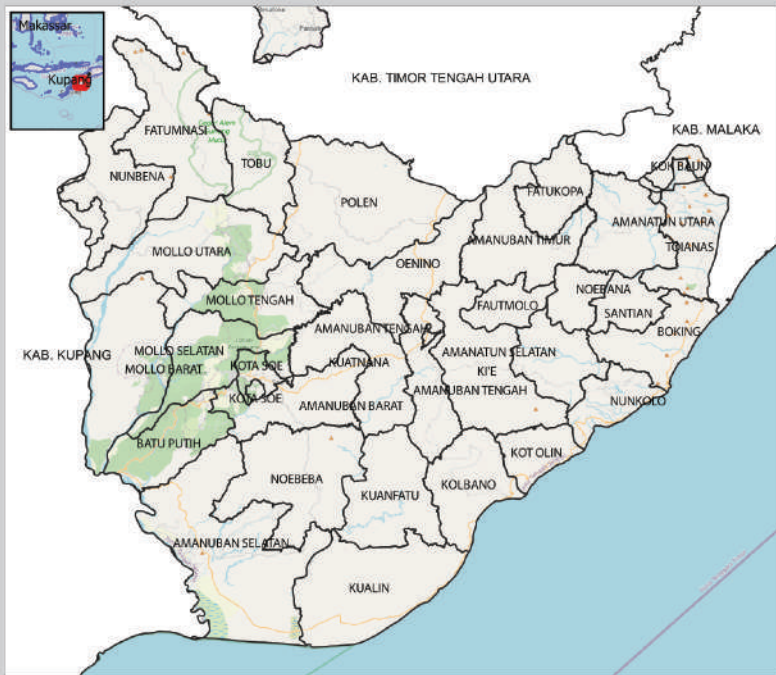 Makassar
Kupang
KAB. TIMOR TENGAH UTARA
KAB. MALAKA
FATUMNASI
TOBU
NUNBENA
KOKBAUN
POLEN
FATUKOPA
AMANATUN UTARA
AMANUBAN TIMUR
TOIANAS
MOLLO UTARA
OENINO
NOEBANA
MOLLO TENGAH
FAUTMOLO
SANTIAN
AMANUBAN TENGAH
BOKING
KAB. KUPANG
MOLLO SELATAN
AMANATUN SELATAN
KUATNANA
KOTA SOE
MOLLO BARAT
KI'E
AMANUBAN TENGAH
KOTA SOE
AMANUBAN BARAT
NUNKOLO
BATU PUTIH
KOT OLIN
NOEBEBA
KOLBANO
KUANFATU
AMANUBAN SELATAN
KUALIN